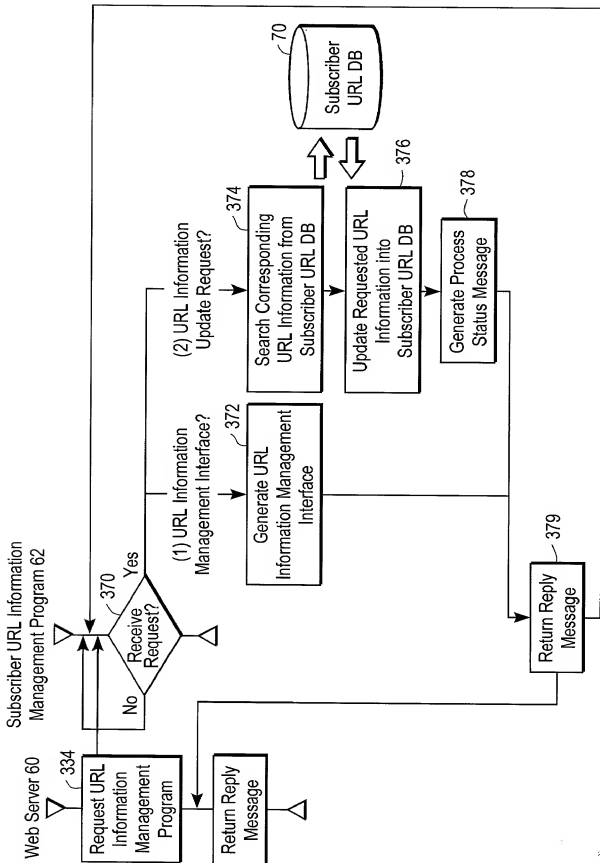 Web Server 60
334
Request URL
Information
Management
Program
Return Reply
Message
Subscriber URL Information
Management Program 62
370
Receive
Request?
No
Yes
(1) URL Information
Management Interface?
372
Generate URL
Information Management
Interface
(2) URL Information
Update Request?
374
Search Corresponding
URL Information from
Subscriber URL DB
70
Subscriber
URL DB
376
Update Requested URL
Information into
Subscriber URL DB
378
Generate Process
Status Message
379
Return Reply
Message